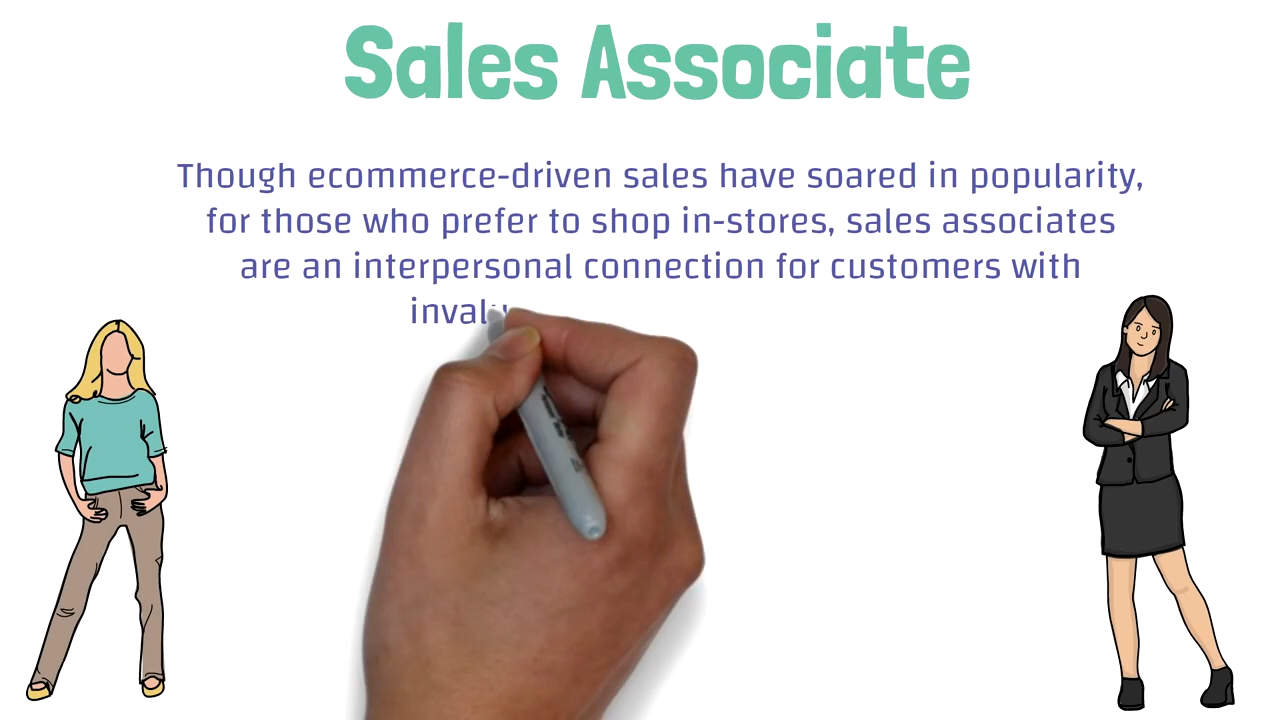 Sales Associate
Though ecommerce-driven sales have soared in popularity,
for those who prefer to shop in-stores, sales associates
are an interpersonal connection for customers with